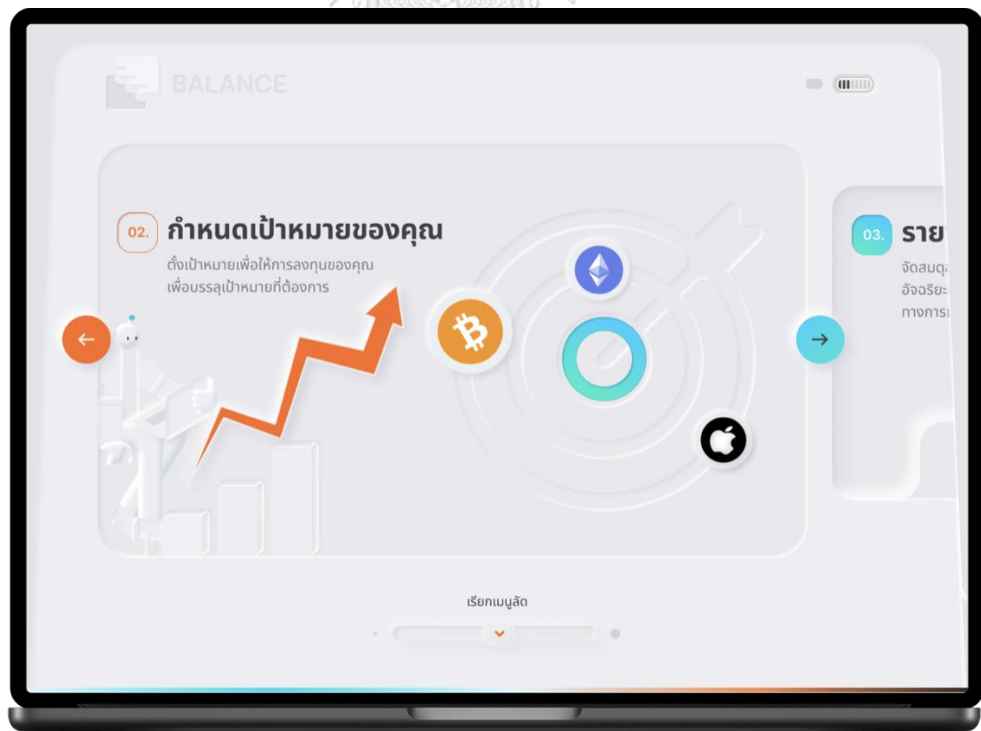 BALANCE
02.
กำหนดเป้าหมายของคุณ
ตั้งเป้าหมายเพื่อให้การลงทุนของคุณ
เพื่อบรรลุเป้าหมายที่ต้องการ
03.
ราย
จัดสมดุล
อัจฉริยะ
ทางการเ
เรียกเมนูลัด